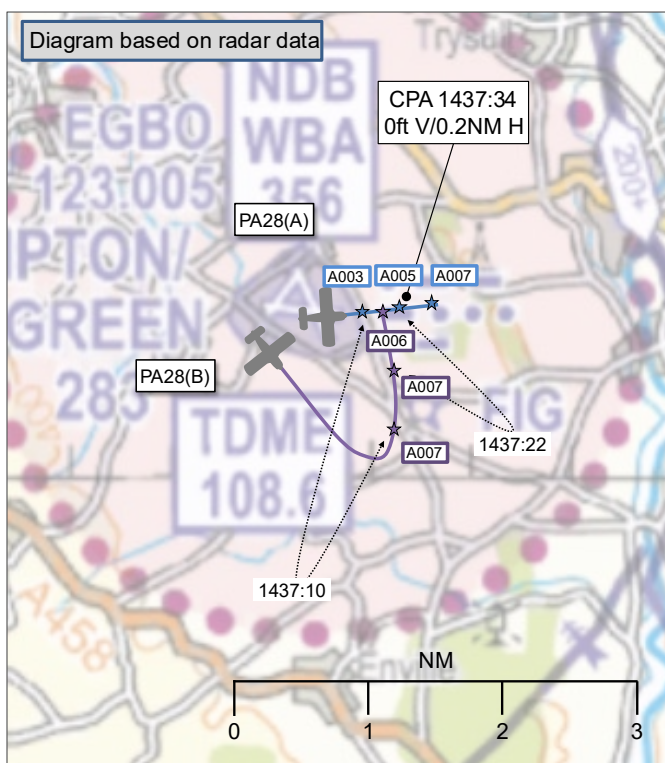 Diagram based on radar data
Trysull
NDB
WBA
356
CPA 1437:34
0ft V/0.2NM H
EGBO
123.005
200+
PA28(A)
IPTON/
GREEN
283
A003
A005
A007
A006
PA28(B)
A007
TDME
108.6
A007
1437:22
1437:10
A458
NM
Enville
0
1
2
3